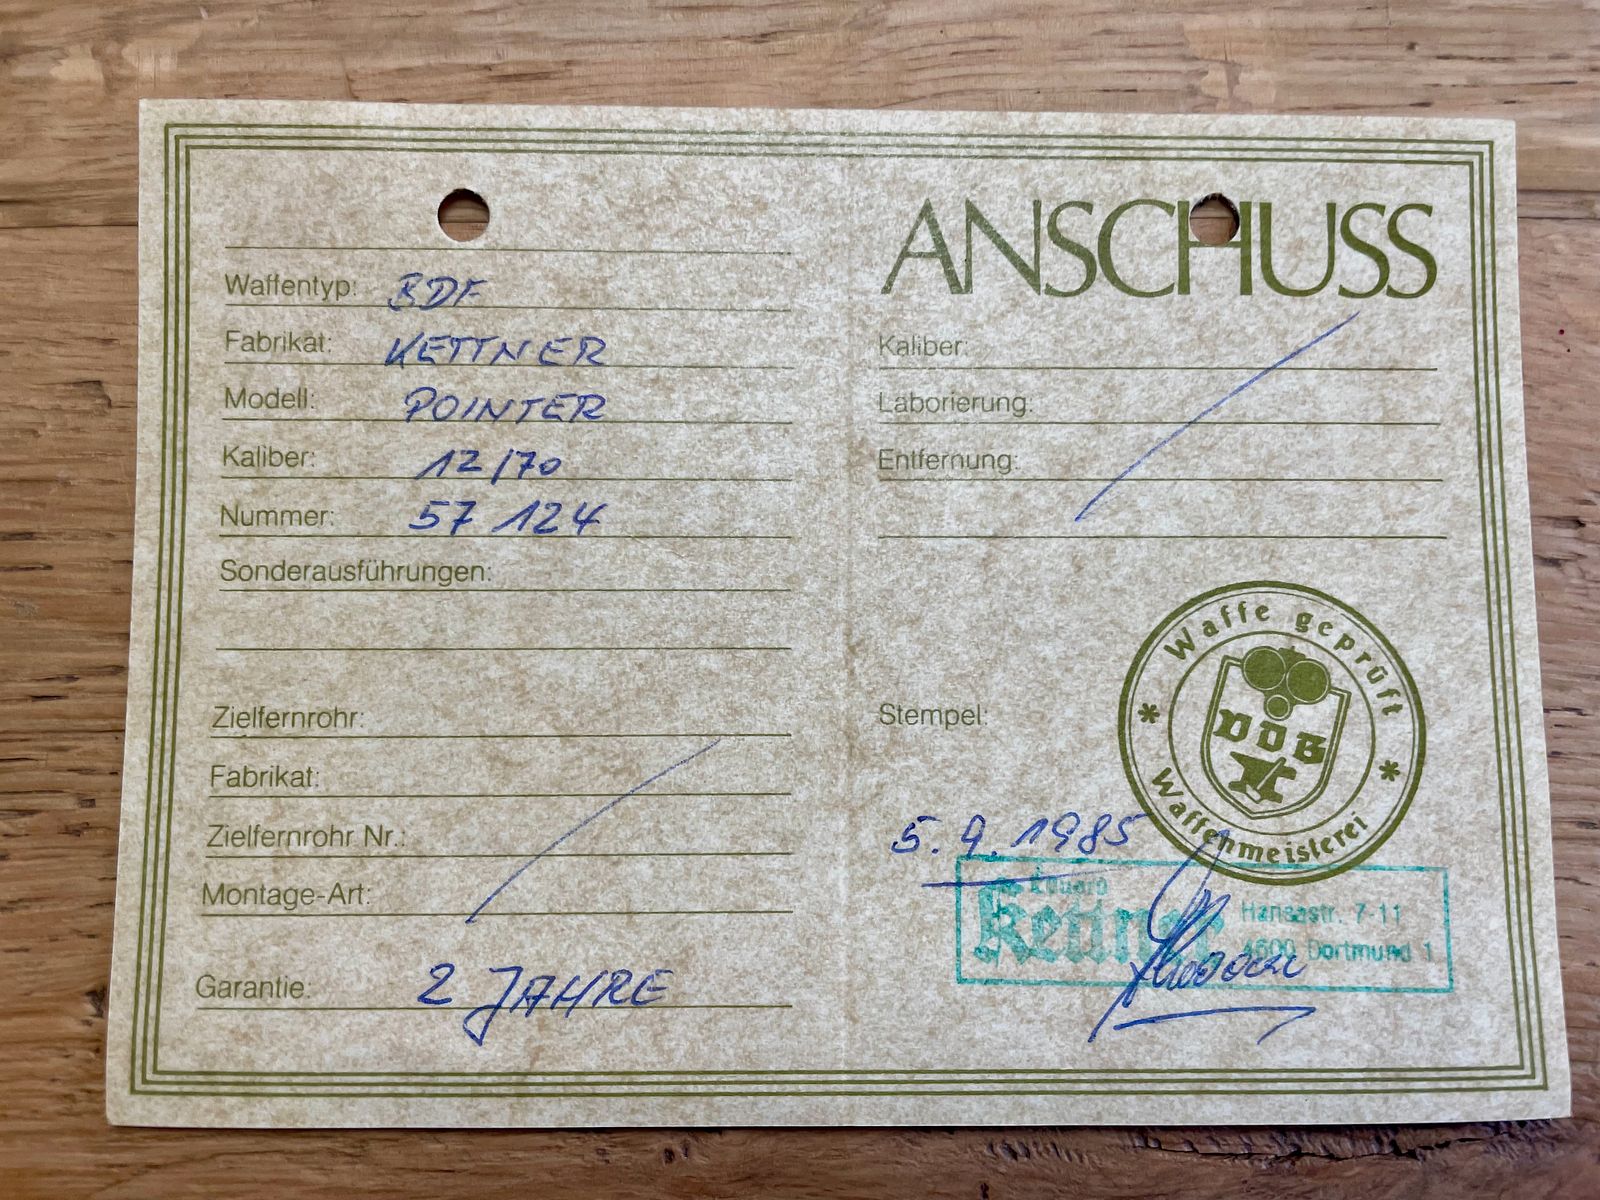 Waffentyp: BDF
Fabrikat: KETTNER
Modell: POINTER
Kaliber: 12/70
Nummer: 57 124
Sonderausführungen:
Zielfernrohr:
Fabrikat:
Zielfernrohr Nr.:
Montage-Art:
Garantie: 2 JAHRE
ANSCHUSS
Kaliber:
Laborierung:
Entfernung:
Stempel:
* Waffe geprüft *
VDB
Waffenmeisterei
5.9.1985
Eduard
Kettner
Hansastr. 7-11
4600 Dortmund 1